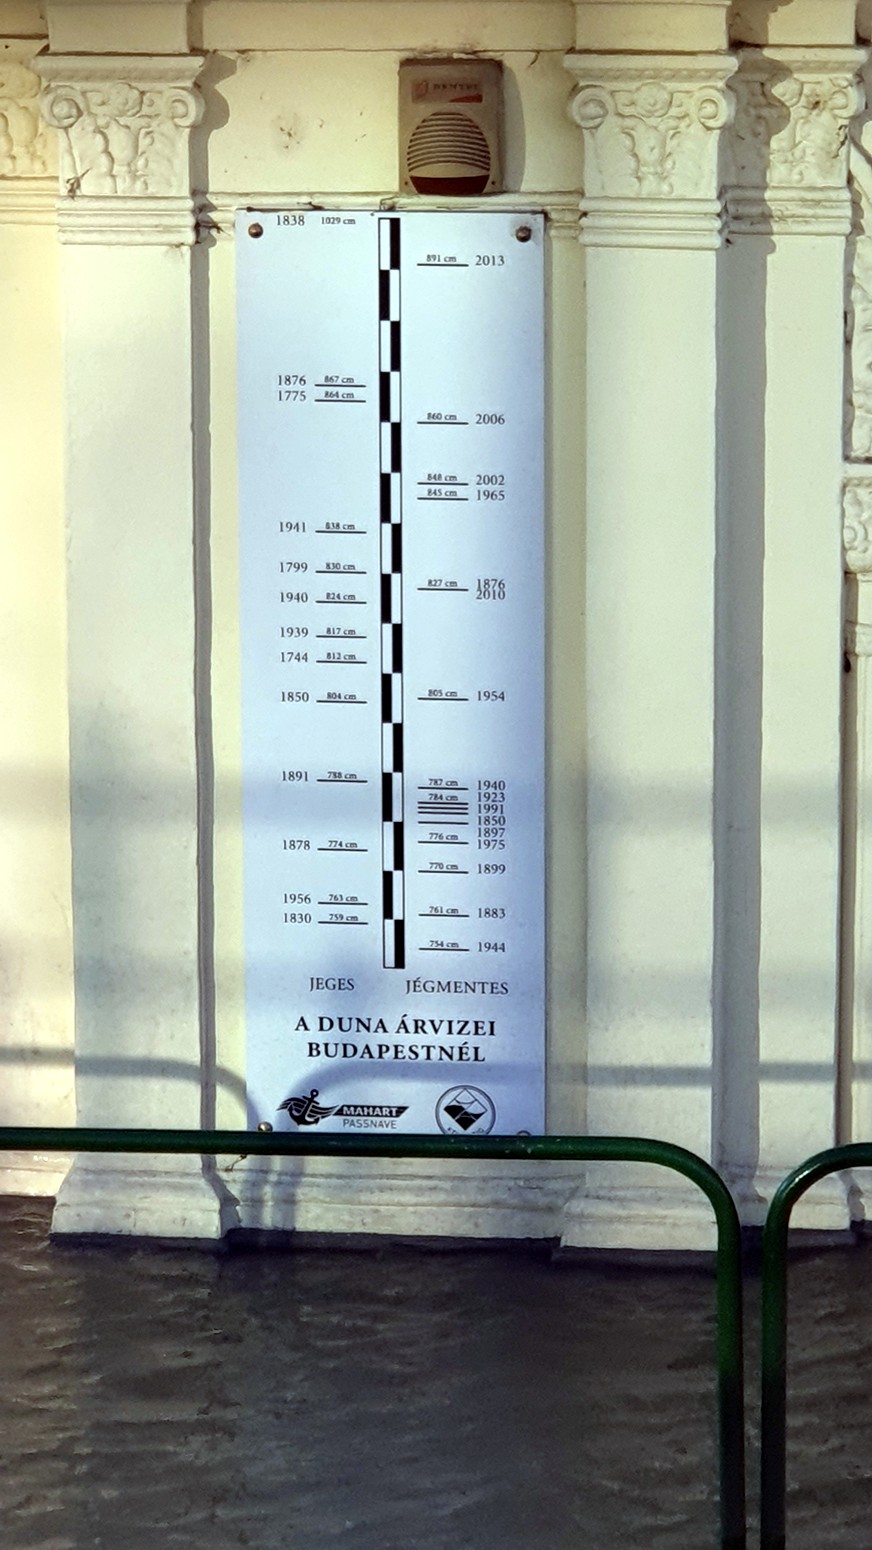 1838 1029 cm
891 cm 2013
1876 867 cm
1775 864 cm
860 cm 2006
848 cm 2002
845 cm 1965
1941 838 cm
1799 830 cm
827 cm 1876
2010
1940 824 cm
1939 817 cm
1744 812 cm
1850 804 cm
805 cm 1954
1891 788 cm
787 cm 1940
784 cm 1923
1991
1850
1897
776 cm 1975
1878 774 cm
770 cm 1899
1956 763 cm
761 cm 1883
1830 759 cm
754 cm 1944
JEGES JÉGMENTES
A DUNA ÁRVIZEI
BUDAPESTNÉL
MAHART
PASSNAVE